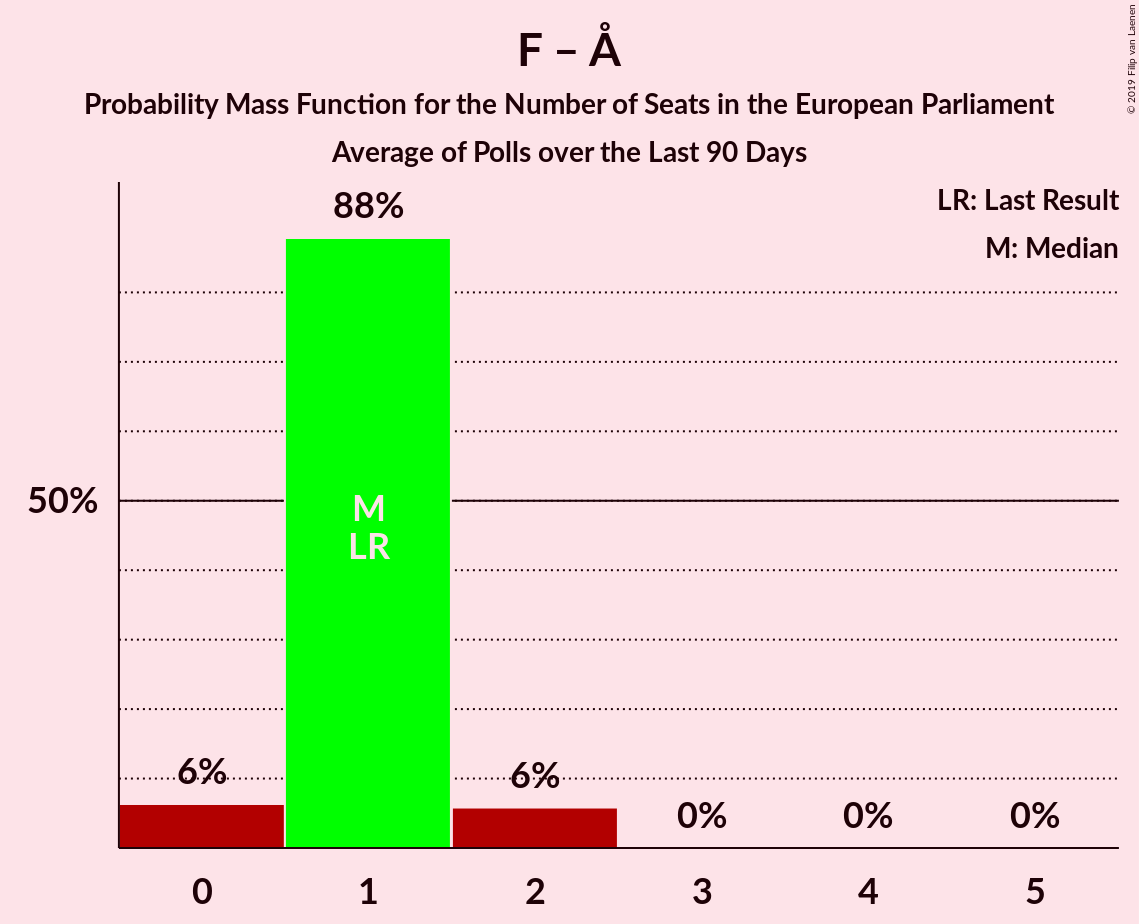 F – Å
Probability Mass Function for the Number of Seats in the European Parliament
Average of Polls over the Last 90 Days
© 2019 Filip van Laenen
LR: Last Result
M: Median
88%
50%
M
LR
6%
6%
0%
0%
0%
0
1
2
3
4
5